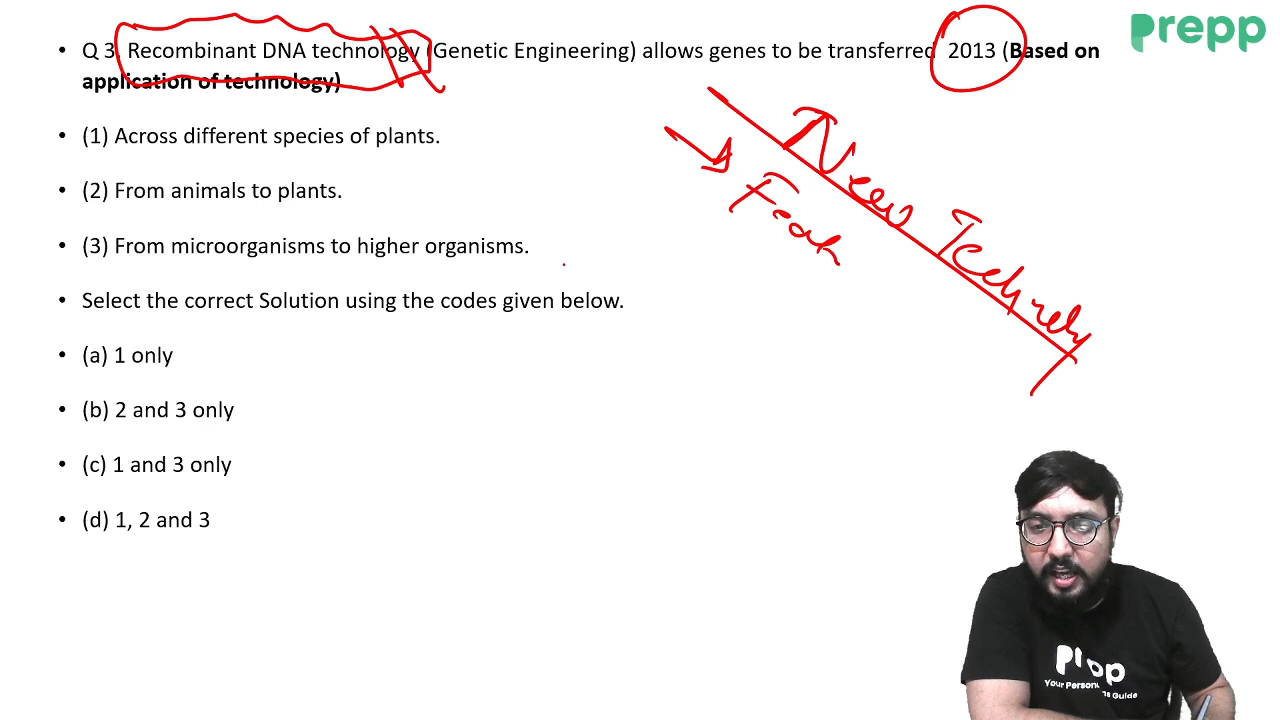 prepp
• Q 3. Recombinant DNA technology (Genetic Engineering) allows genes to be transferred 2013 (Based on
application of technology)
• (1) Across different species of plants.
• (2) From animals to plants.
• (3) From microorganisms to higher organisms.
• Select the correct Solution using the codes given below.
• (a) 1 only
• (b) 2 and 3 only
• (c) 1 and 3 only
• (d) 1, 2 and 3
New
Your Person
Guide